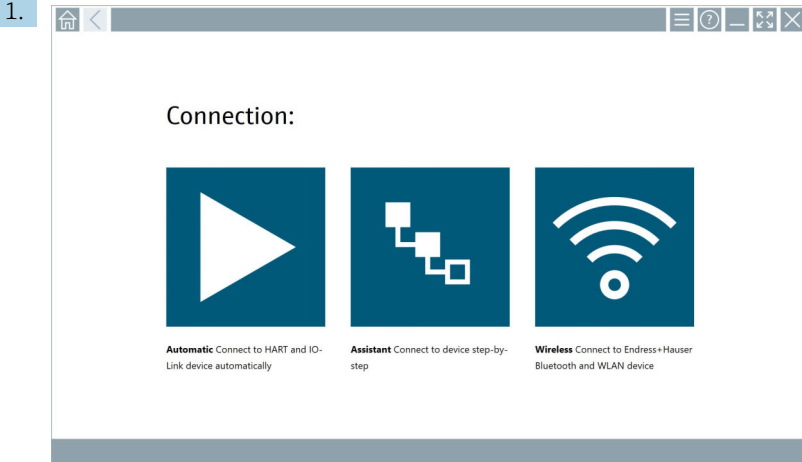 1.
?
Connection:
Automatic Connect to HART and IO-
Link device automatically
Assistant Connect to device step-by-
step
Wireless Connect to Endress+Hauser
Bluetooth and WLAN device